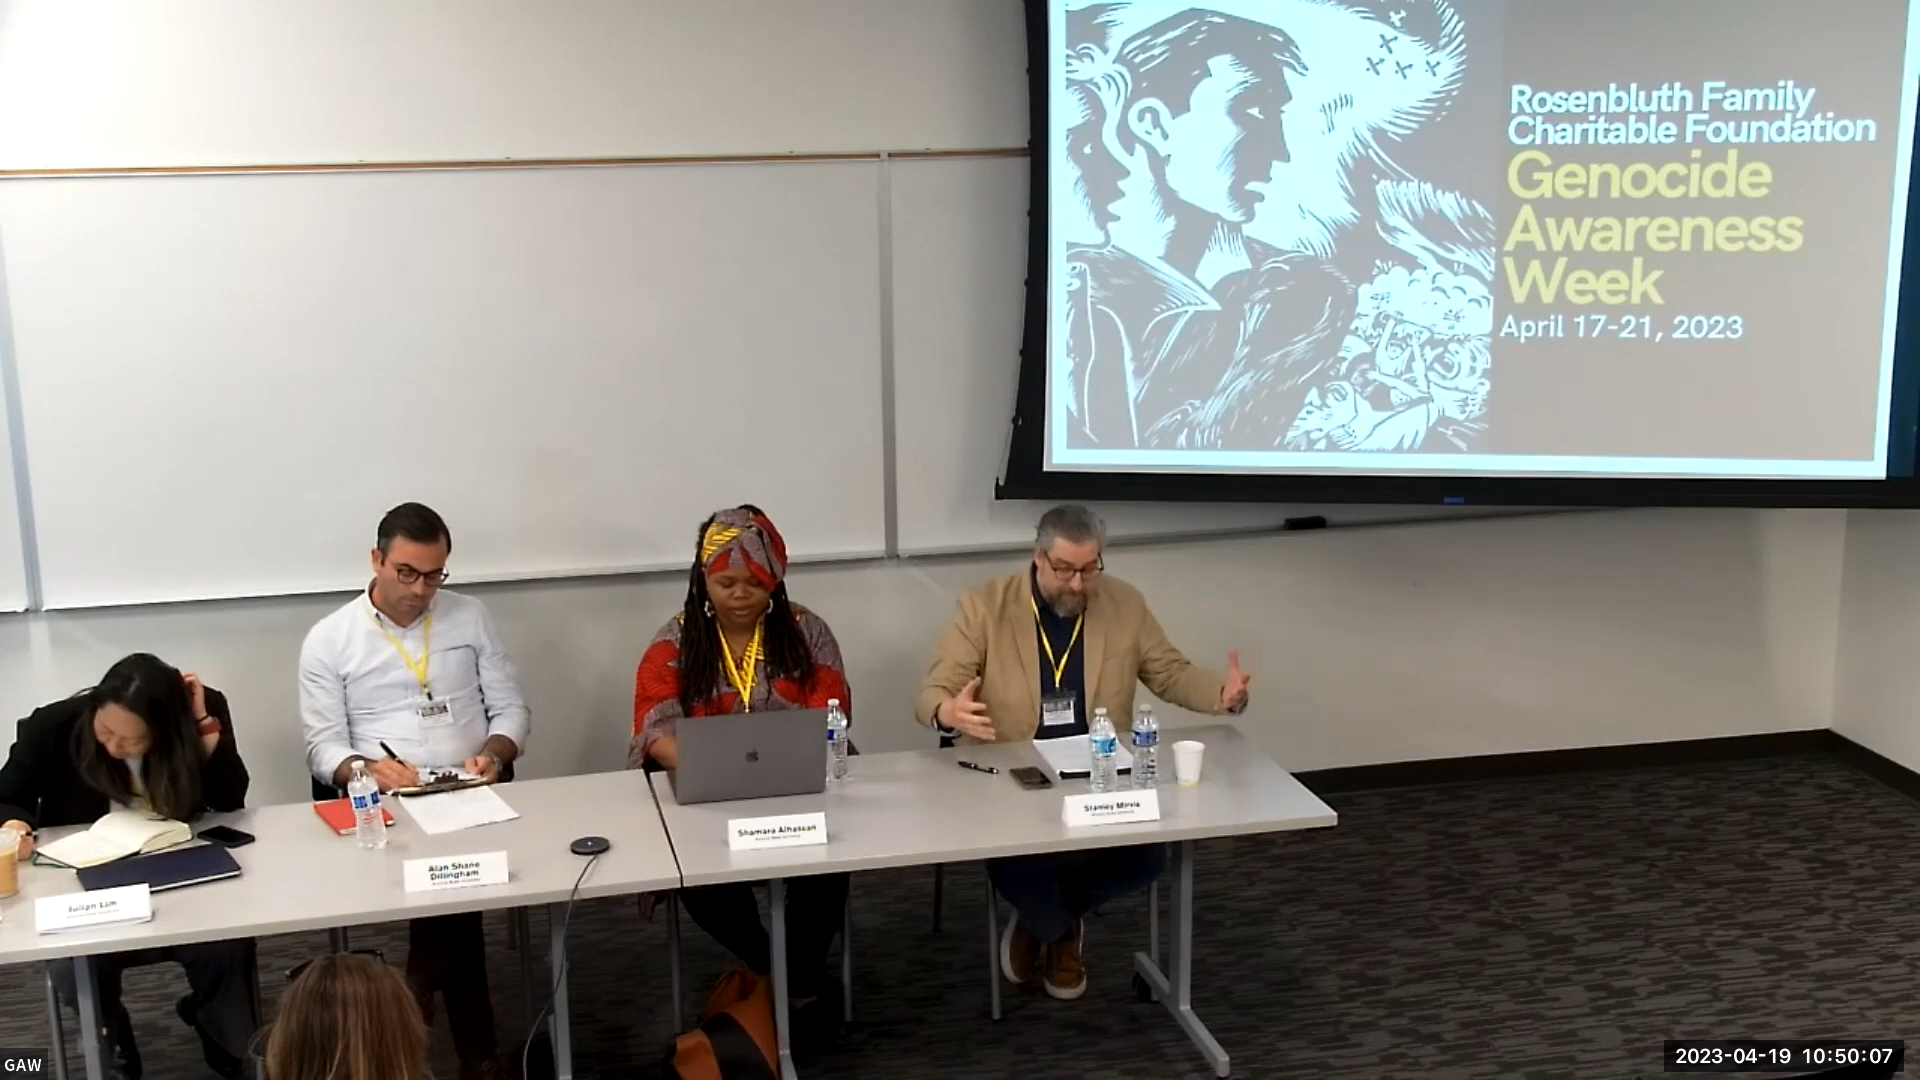 Rosenbluth Family
Charitable Foundation
Genocide
Awareness
Week
April 17-21, 2023
Julian Lim
Alan Shane
Dillingham
Shamara Alhassan
Stanley Mirvis
GAW
2023-04-19 10:50:07